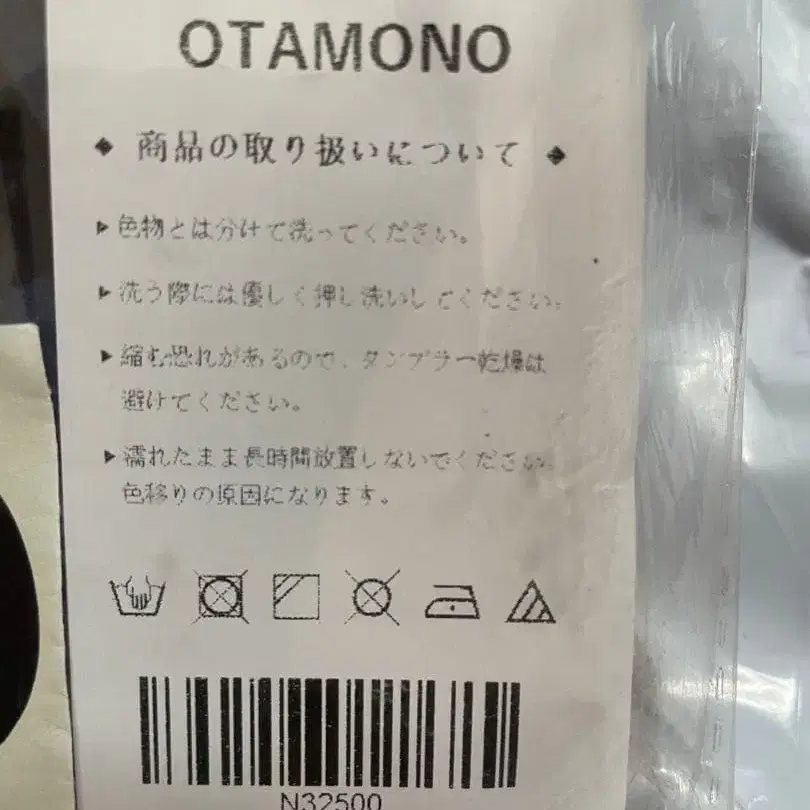 OTAMONO
◆ 商品の取り扱いについて ◆
▶色物とは分けて洗ってください。
▶洗う際には優しく押し洗いしてください。
▶縮む恐れがあるので、タンブラー乾燥は
避けてください。
▶濡れたまま長時間放置しないでください。
色移りの原因になります。
N32500